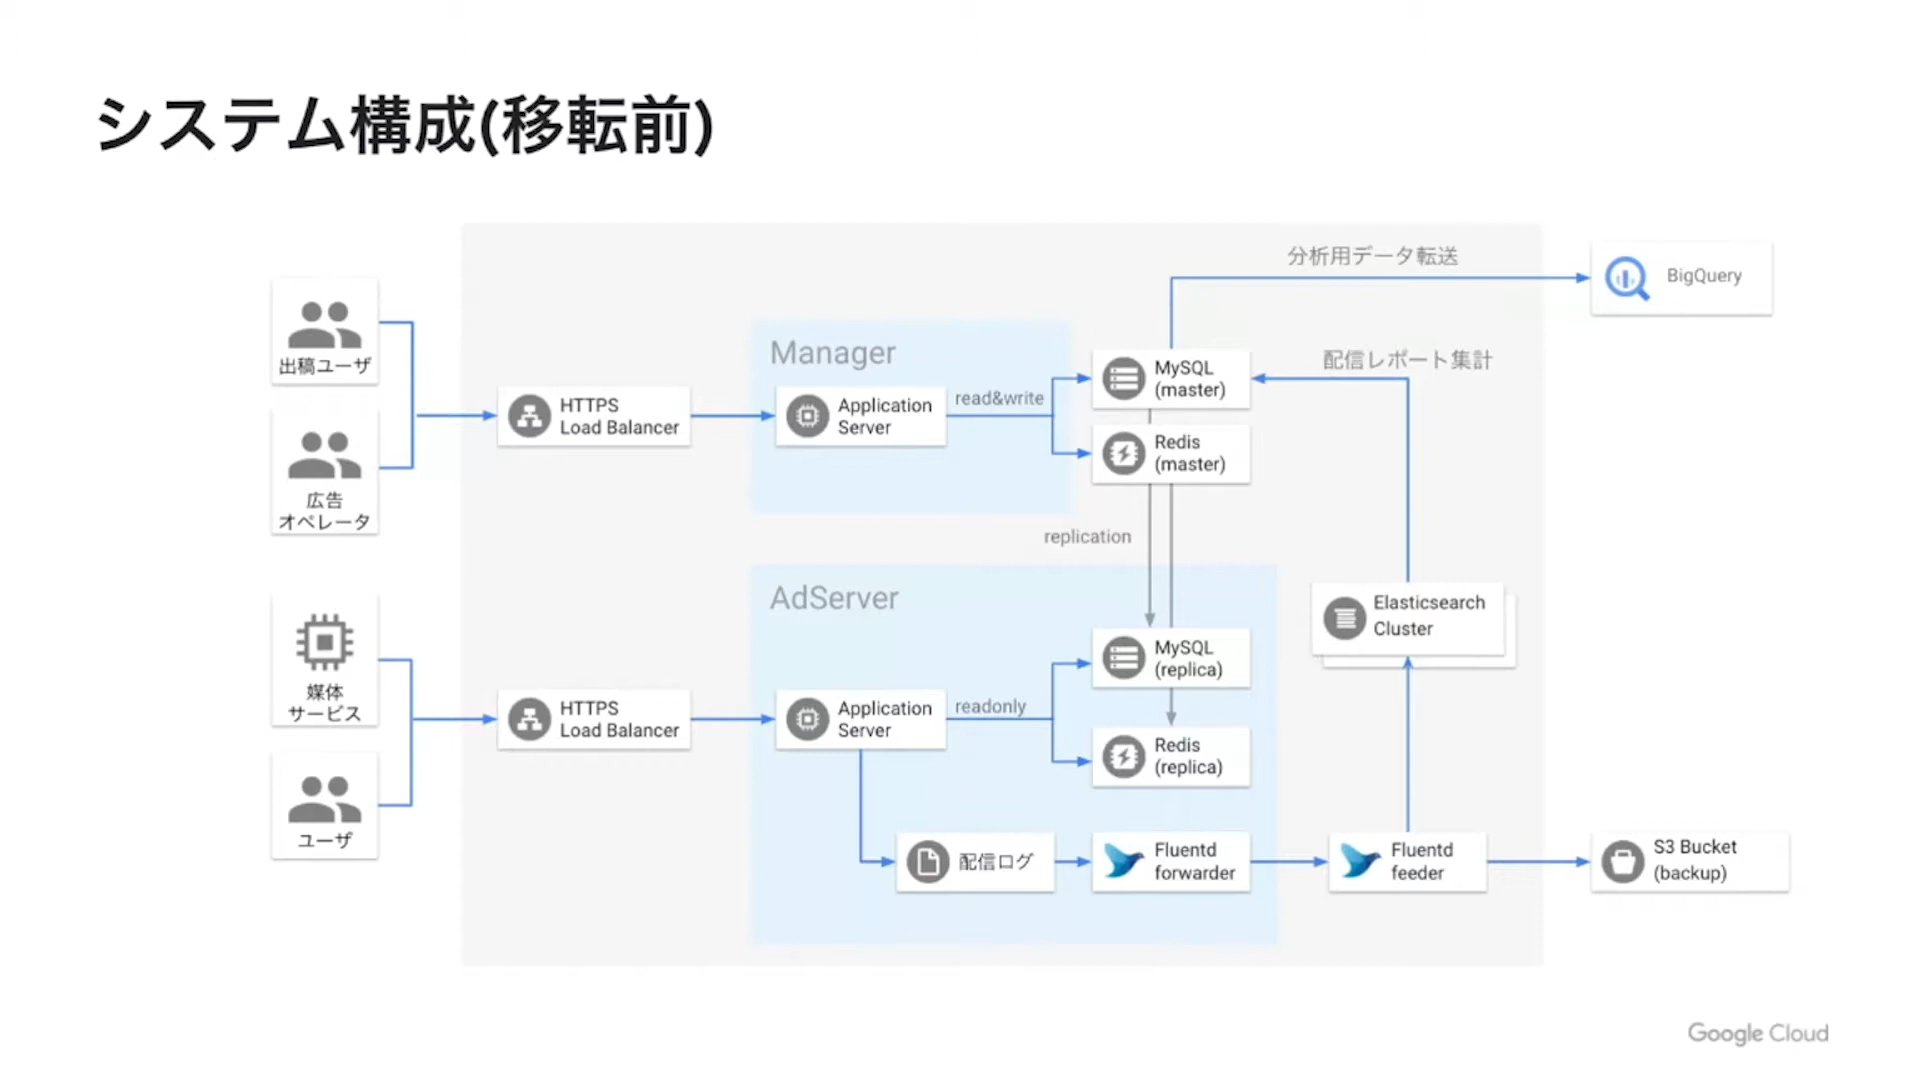 システム構成(移転前)
分析用データ転送
BigQuery
出稿ユーザ
広告
オペレータ
HTTPS
Load Balancer
Manager
Application
Server
read&write
MySQL
(master)
Redis
(master)
配信レポート集計
replication
媒体
サービス
ユーザ
HTTPS
Load Balancer
AdServer
Application
Server
readonly
MySQL
(replica)
Redis
(replica)
Elasticsearch
Cluster
配信ログ
Fluentd
forwarder
Fluentd
feeder
S3 Bucket
(backup)
Google Cloud